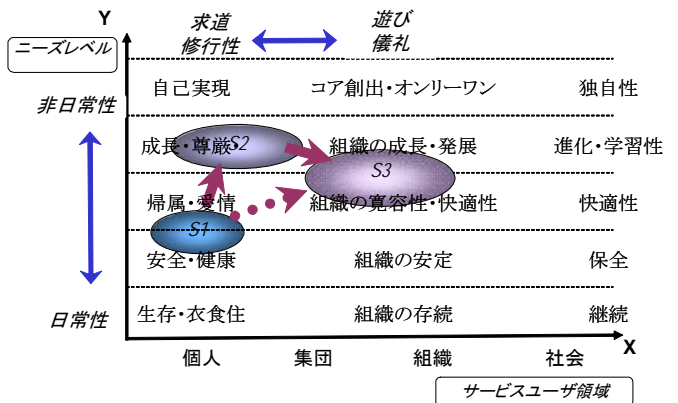 Y
求道
修行性
遊び
儀礼
ニーズレベル
自己実現
コア創出・オンリーワン
独自性
非日常性
成長・尊厳・
S2
組織の成長・発展
進化・学習性
S3
帰属・愛情
組織の寛容性・快適性
快適性
S1
安全・健康
組織の安定
保全
日常性
生存・衣食住
組織の存続
継続
X
個人
集団
組織
社会
サービスユーザ領域